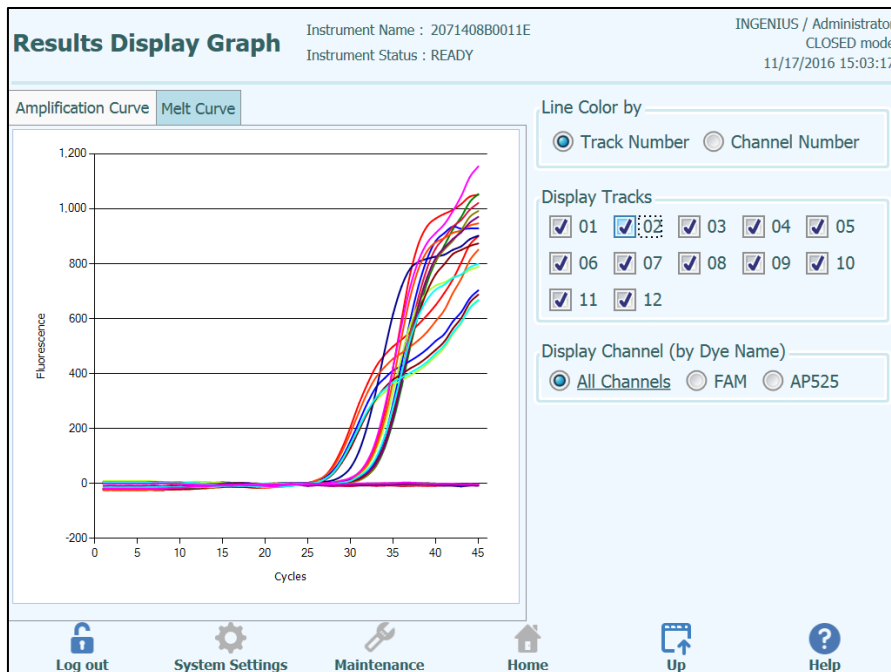 Results Display Graph
Instrument Name : 2071408B0011E
Instrument Status : READY
INGENIUS / Administrator
CLOSED mode
11/17/2016 15:03:17
Amplification Curve
Melt Curve
1,200
1,000
800
600
400
200
0
-200
Fluorescence
0 5 10 15 20 25 30 35 40 45
Cycles
Line Color by
Track Number
Channel Number
Display Tracks
01 02 03 04 05
06 07 08 09 10
11 12
Display Channel (by Dye Name)
All Channels
FAM
AP525
Log out
System Settings
Maintenance
Home
Up
Help